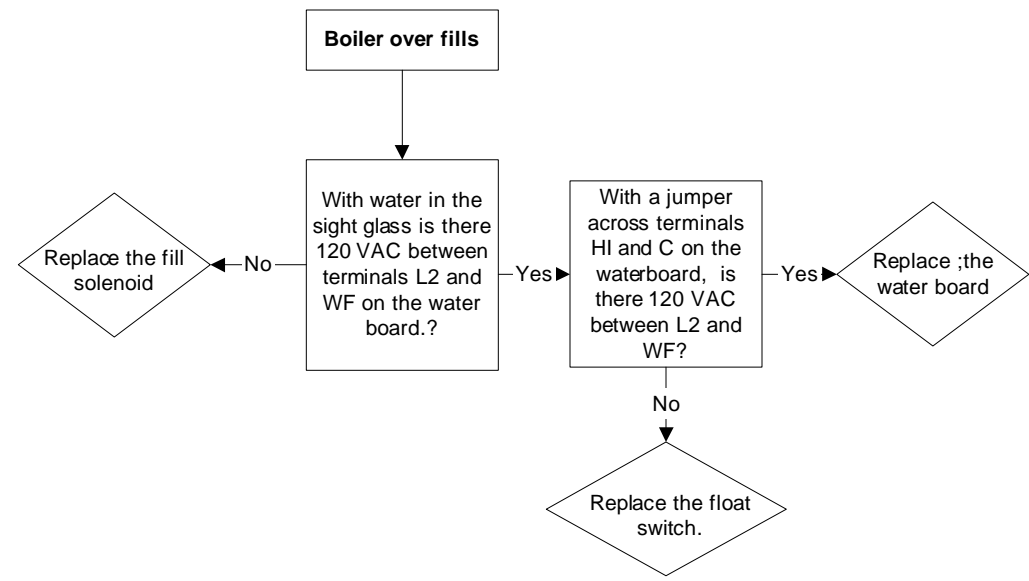 Boiler over fills
With water in the
sight glass is there
120 VAC between
terminals L2 and
WF on the water
board.?
No
Replace the fill
solenoid
Yes
With a jumper
across terminals
HI and C on the
waterboard, is
there 120 VAC
between L2 and
WF?
Yes
Replace ;the
water board
No
Replace the float
switch.